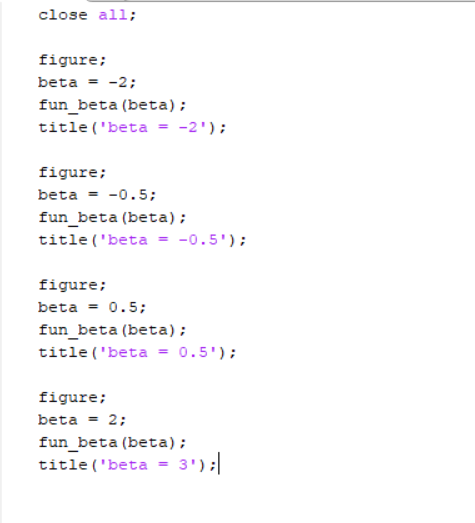 close all;
figure;
beta = -2;
fun_beta(beta);
title('beta = -2');
figure;
beta = -0.5;
fun_beta(beta);
title('beta = -0.5');
figure;
beta = 0.5;
fun_beta(beta);
title('beta = 0.5');
figure;
beta = 2;
fun_beta(beta);
title('beta = 3');